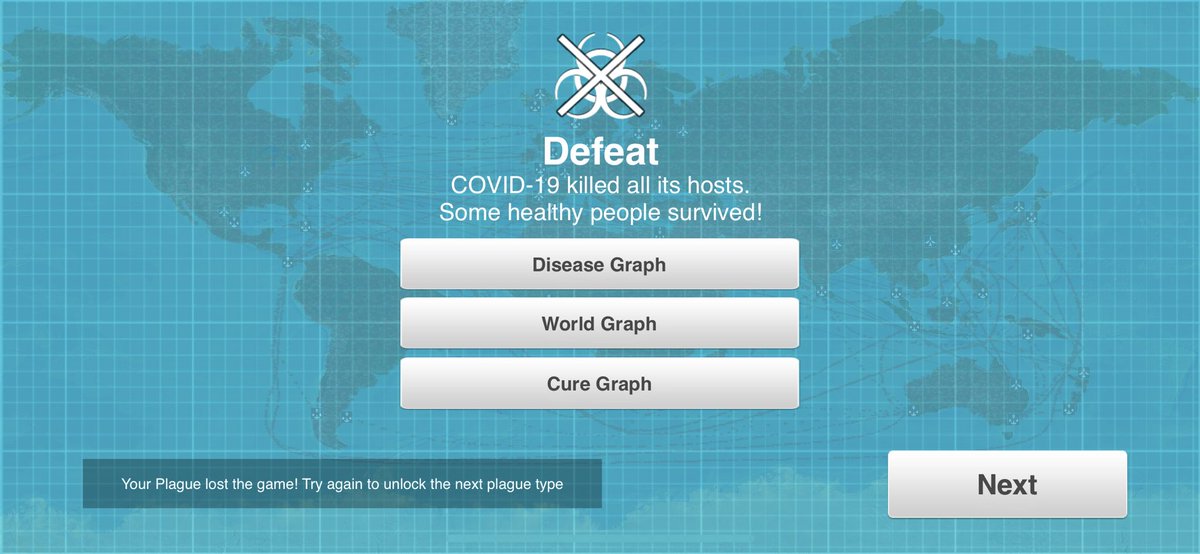 Defeat
COVID-19 killed all its hosts.
Some healthy people survived!
Disease Graph
World Graph
Cure Graph
Your Plague lost the game! Try again to unlock the next plague type
Next